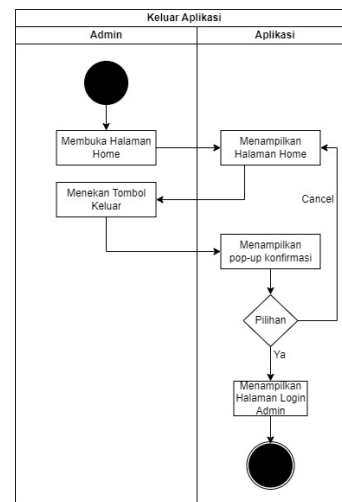 Keluar Aplikasi
Admin
Aplikasi
Membuka Halaman
Home
Menampilkan
Halaman Home
Menekan Tombol
Keluar
Cancel
Menampilkan
pop-up konfirmasi
Pilihan
Ya
Menampilkan
Halaman Login
Admin